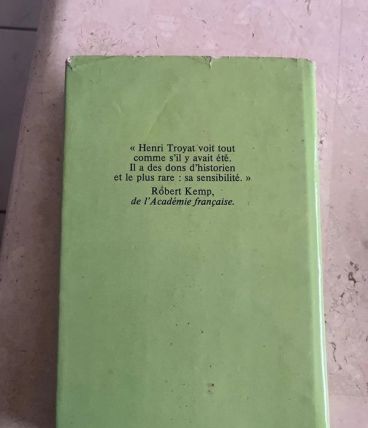 « Henri Troyat voit tout
comme s'il y avait été.
Il a des dons d'historien
et le plus rare : sa sensibilité. »
Robert Kemp,
de l'Académie française.